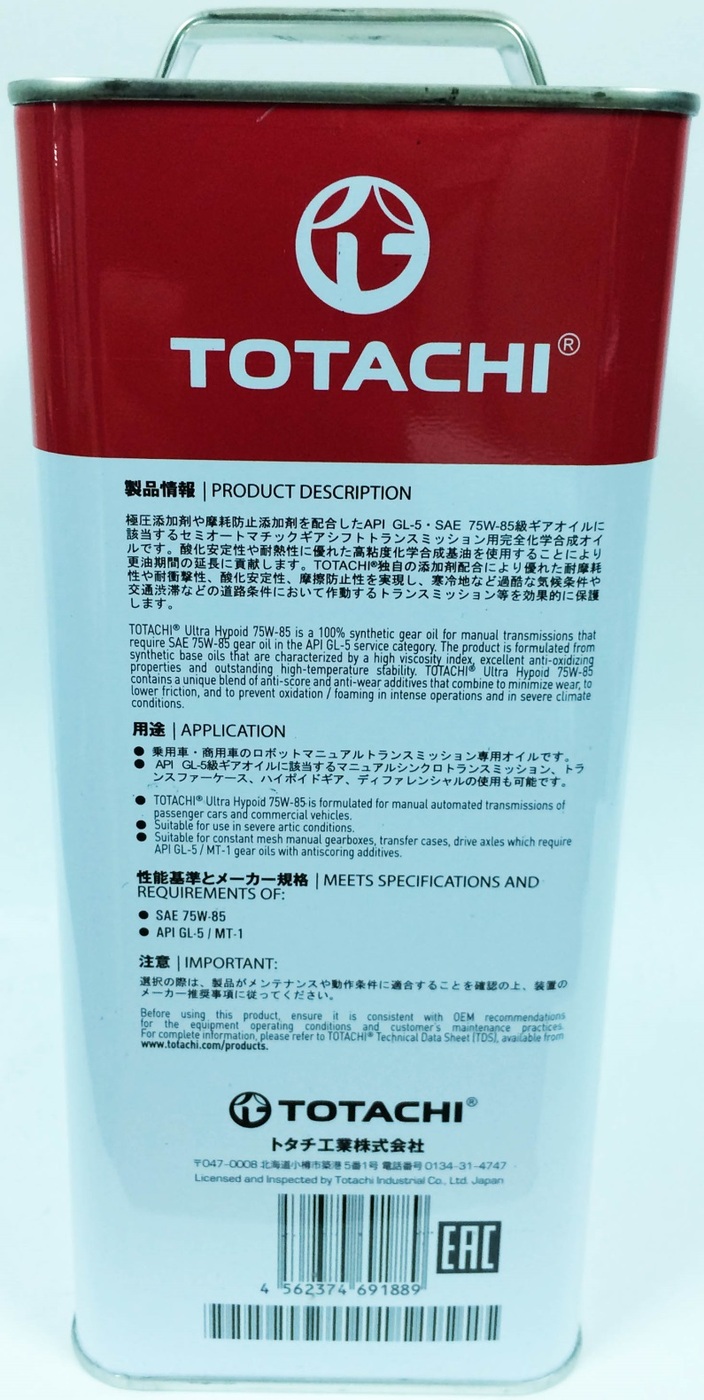 TOTACHI®
製品情報 | PRODUCT DESCRIPTION
極圧添加剤や摩耗防止添加剤を配合したAPI GL-5・SAE 75W-85級ギアオイルに
該当するセミオートマチックギアシフトトランスミッション用完全化学合成オイ
ルです。酸化安定性や耐熱性に優れた高粘度化学合成基油を使用することにより
更油期間の延長に貢献します。TOTACHI®独自の添加剤配合により優れた耐摩耗
性や耐衝撃性、酸化安定性、摩擦防止性を実現し、寒冷地など過酷な気候条件や
交通渋滞などの道路条件において作動するトランスミッション等を効果的に保護
します。
TOTACHI® Ultra Hypoid 75W-85 is a 100% synthetic gear oil for manual transmissions that
require SAE 75W-85 gear oil in the API GL-5 service category. The product is formulated from
synthetic base oils that are characterized by a high viscosity index, excellent anti-oxidizing
properties and outstanding high-temperature stability. TOTACHI® Ultra Hypoid 75W-85
contains a unique blend of anti-score and anti-wear additives that combine to minimize wear, to
lower friction, and to prevent oxidation / foaming in intense operations and in severe climate
conditions.
用途 | APPLICATION
● 乗用車・商用車のロボットマニュアルトランスミッション専用オイルです。
● API GL-5級ギアオイルに該当するマニュアルシンクロトランスミッション、トラ
ンスファーケース、ハイポイドギア、ディファレンシャルの使用も可能です。
● TOTACHI® Ultra Hypoid 75W-85 is formulated for manual automated transmissions of
passenger cars and commercial vehicles.
● Suitable for use in severe artic conditions.
● Suitable for constant mesh manual gearboxes, transfer cases, drive axles which require
API GL-5 / MT-1 gear oils with antiscoring additives.
性能基準とメーカー規格 | MEETS SPECIFICATIONS AND
REQUIREMENTS OF:
● SAE 75W-85
● API GL-5 / MT-1
注意 | IMPORTANT:
選択の際は、製品がメンテナンスや動作条件に適合することを確認の上、装置の
メーカー推奨事項に従ってください。
Before using this product, ensure it is consistent with OEM recommendations
for the equipment operating conditions and customer's maintenance practices.
For complete information, please refer to TOTACHI® Technical Data Sheet (TDS), available from
www.totachi.com/products.
TOTACHI®
トタチ工業株式会社
〒047-0008 北海道小樽市築港5番1号 電話番号 0134-31-4747
Licensed and Inspected by Totachi Industrial Co., Ltd. Japan
EAC
4 562374 691889